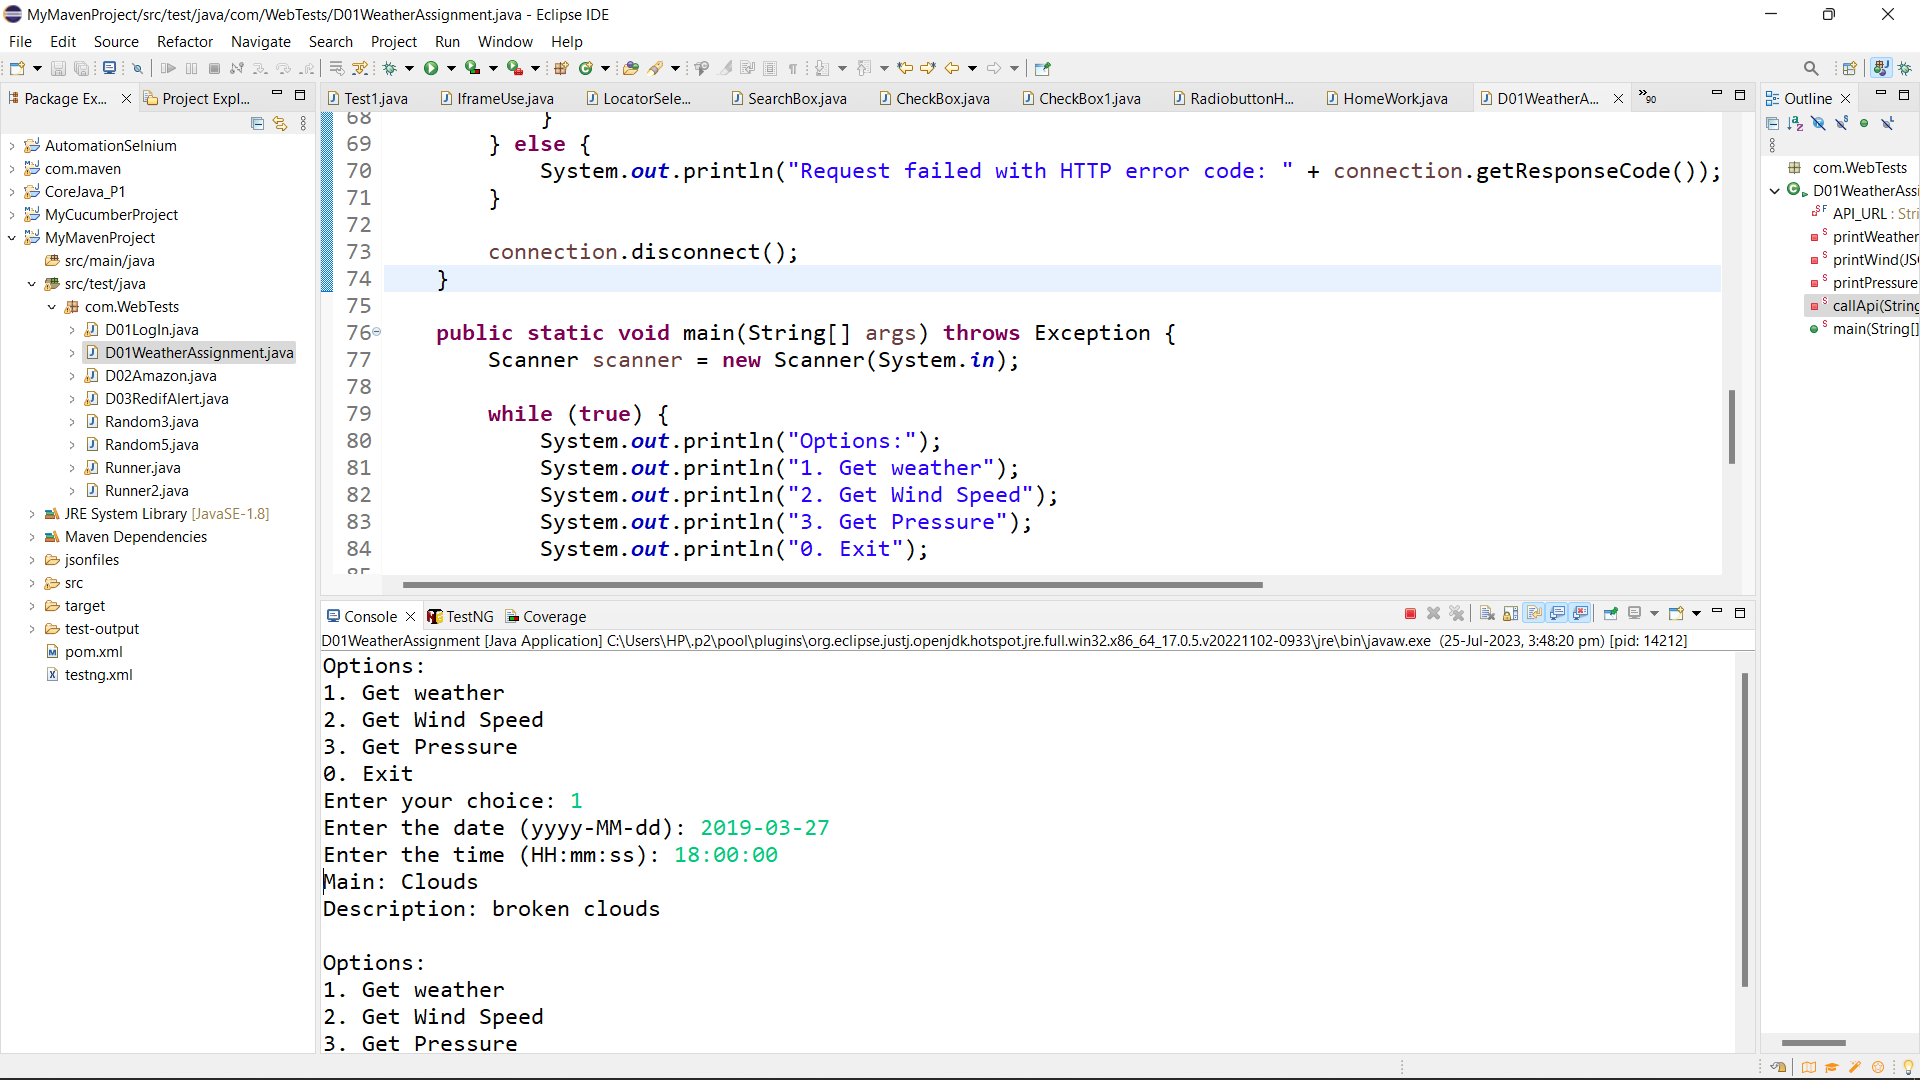 MyMavenProject/src/test/java/com/WebTests/D01WeatherAssignment.java - Eclipse IDE
File Edit Source Refactor Navigate Search Project Run Window Help
Package Ex... Project Expl...
AutomationSelnium
com.maven
CoreJava_P1
MyCucumberProject
MyMavenProject
src/main/java
src/test/java
com.WebTests
D01LogIn.java
D01WeatherAssignment.java
D02Amazon.java
D03RedifAlert.java
Random3.java
Random5.java
Runner.java
Runner2.java
JRE System Library [JavaSE-1.8]
Maven Dependencies
jsonfiles
src
target
test-output
pom.xml
testng.xml
Test1.java IframeUse.java LocatorSele... SearchBox.java CheckBox.java CheckBox1.java RadiobuttonH... HomeWork.java D01WeatherA... »90
68 }
69 } else {
70 System.out.println("Request failed with HTTP error code: " + connection.getResponseCode());
71 }
72
73 connection.disconnect();
74 }
75
76 public static void main(String[] args) throws Exception {
77 Scanner scanner = new Scanner(System.in);
78
79 while (true) {
80 System.out.println("Options:");
81 System.out.println("1. Get weather");
82 System.out.println("2. Get Wind Speed");
83 System.out.println("3. Get Pressure");
84 System.out.println("0. Exit");
Console TestNG Coverage
D01WeatherAssignment [Java Application] C:\Users\HP\.p2\pool\plugins\org.eclipse.justj.openjdk.hotspot.jre.full.win32.x86_64_17.0.5.v20221102-0933\jre\bin\javaw.exe (25-Jul-2023, 3:48:20 pm) [pid: 14212]
Options:
1. Get weather
2. Get Wind Speed
3. Get Pressure
0. Exit
Enter your choice: 1
Enter the date (yyyy-MM-dd): 2019-03-27
Enter the time (HH:mm:ss): 18:00:00
Main: Clouds
Description: broken clouds
Options:
1. Get weather
2. Get Wind Speed
3. Get Pressure
Outline
com.WebTests
D01WeatherAssi
API_URL : Stri
printWeather
printWind(JSO
printPressure
callApi(String
main(String[]